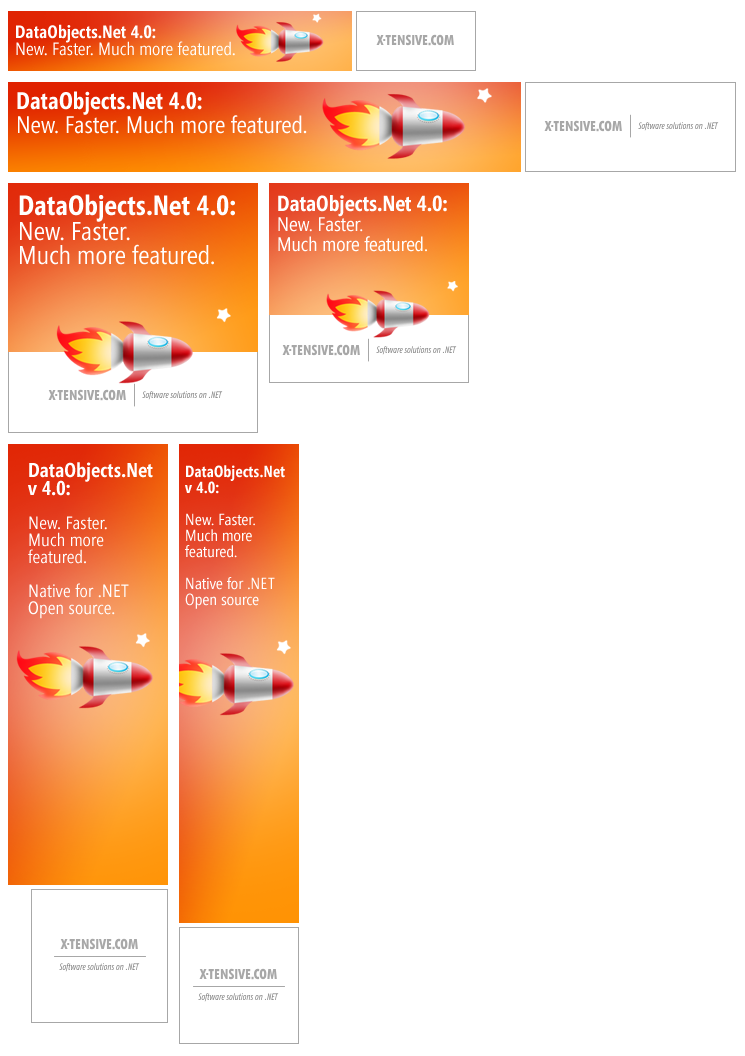 DataObjects.Net 4.0:
New. Faster. Much more featured.
X-TENSIVE.COM
DataObjects.Net 4.0:
New. Faster. Much more featured.
X-TENSIVE.COM
Software solutions on .NET
DataObjects.Net 4.0:
New. Faster.
Much more featured.
X-TENSIVE.COM
Software solutions on .NET
DataObjects.Net 4.0:
New. Faster.
Much more featured.
X-TENSIVE.COM
Software solutions on .NET
DataObjects.Net
v 4.0:
New. Faster.
Much more
featured.
Native for .NET
Open source.
X-TENSIVE.COM
Software solutions on .NET
DataObjects.Net
v 4.0:
New. Faster.
Much more
featured.
Native for .NET
Open source
X-TENSIVE.COM
Software solutions on .NET